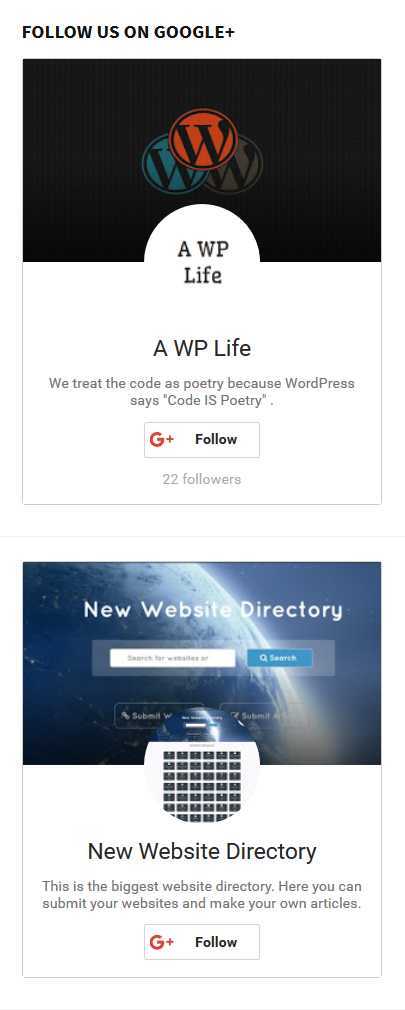 FOLLOW US ON GOOGLE+
A WP
Life
A WP Life
We treat the code as poetry because WordPress
says "Code IS Poetry" .
G+ Follow
22 followers
New Website Directory
Search for websites or
Search
Submit W
Submit
New Website Directory
This is the biggest website directory. Here you can
submit your websites and make your own articles.
G+ Follow